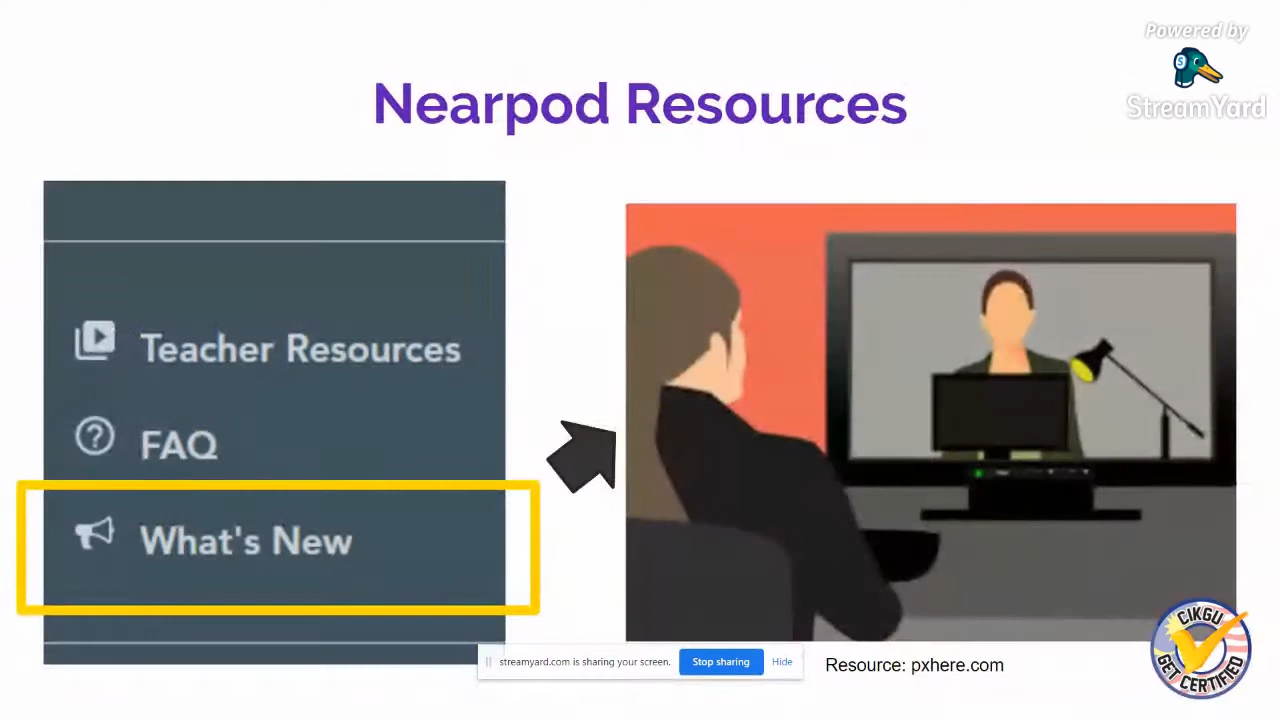 Powered by
StreamYard
Nearpod Resources
Teacher Resources
FAQ
What's New
streamyard.com is sharing your screen.
Stop sharing
Hide
Resource: pxhere.com
CIKGU
GET CERTIFIED